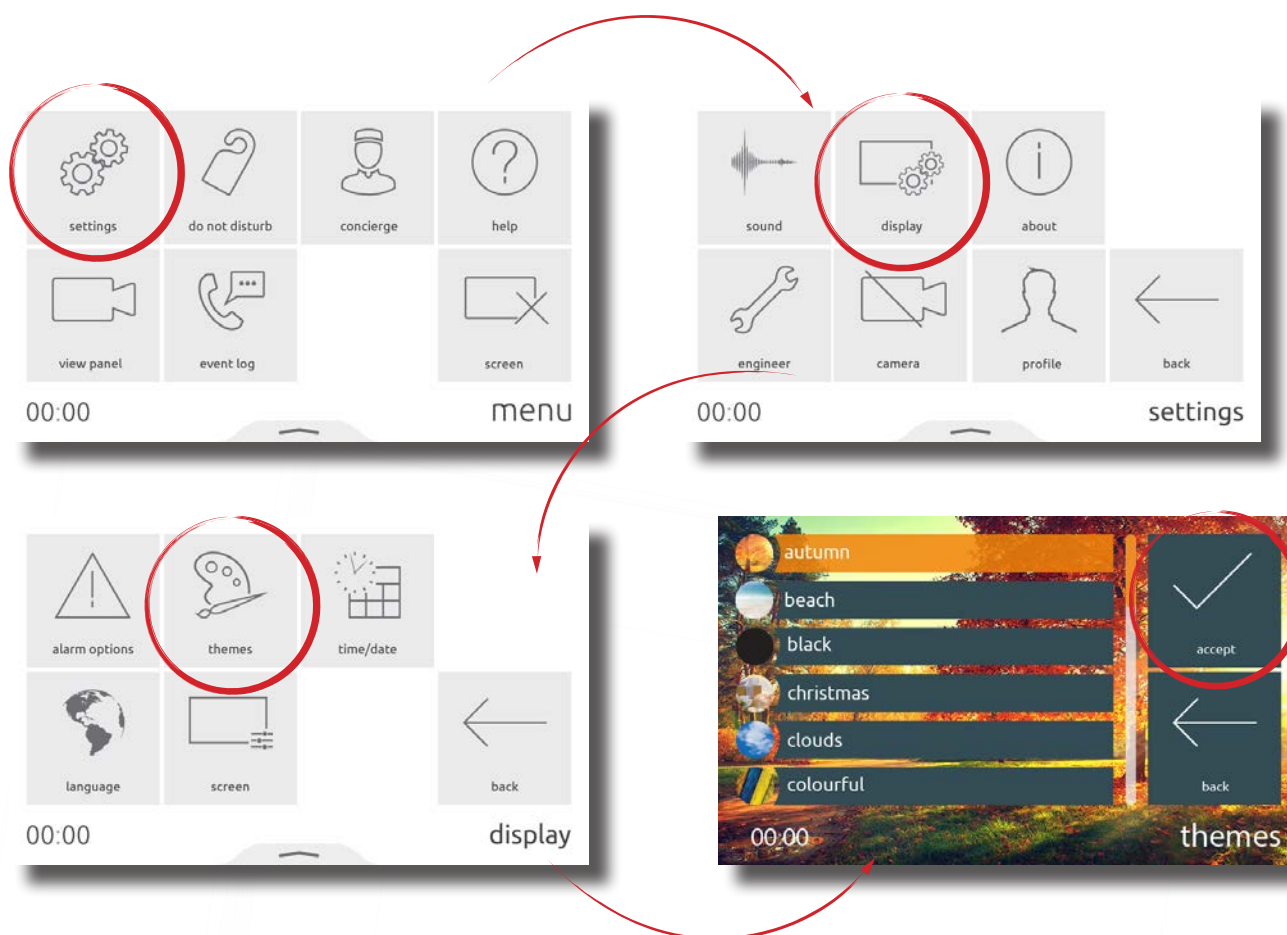 settings do not disturb concierge help
view panel event log screen
00:00 menu
sound display about
engineer camera profile back
00:00 settings
alarm options themes time/date
language screen back
00:00 display
autumn
beach
black
christmas
clouds
colourful
accept
back
00:00 themes